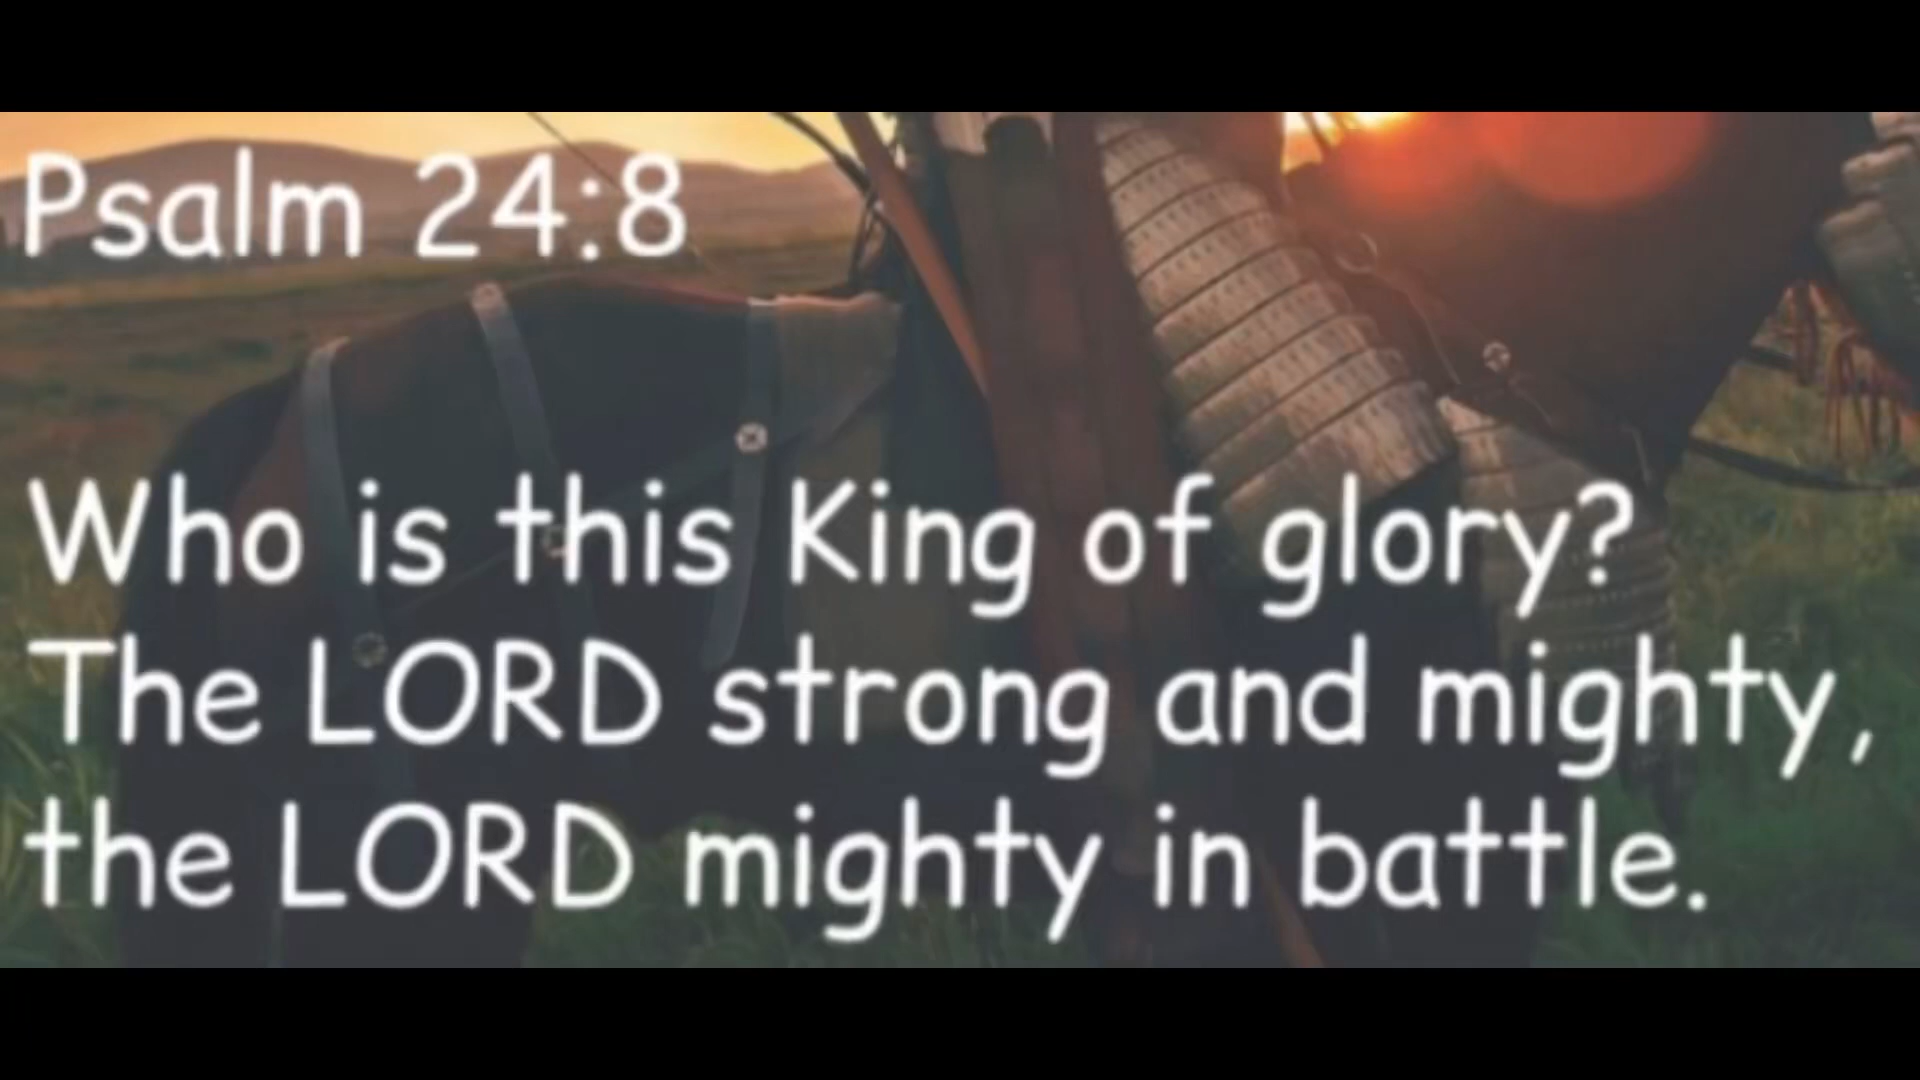 Psalm 24:8
Who is this King of glory?
The LORD strong and mighty,
the LORD mighty in battle.